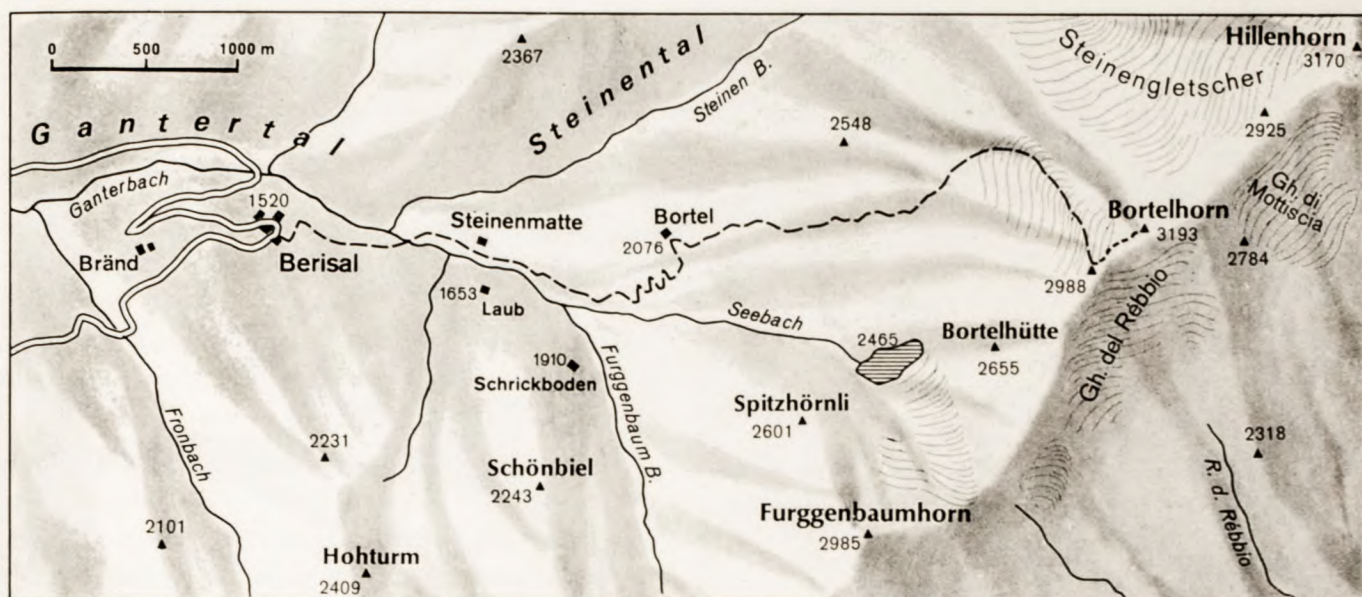 0 500 1000 m
2367
Hillenhorn
3170
Steinengletscher
Gantertal
Steinental
Steinen B.
2548
2925
Ganterbach
1520
Steinenmatte
Bortel
2076
Gh. di
Mottiscia
Bortelhorn
3193
2784
Bränd
Berisal
1653
Laub
2988
Seebach
2465
Bortelhütte
2655
Gh. del Rébbio
1910
Schrickboden
Furggenbaum B.
Spitzhörnli
2601
Fronbach
2231
Schönbiel
2243
2318
R. d. Rébbio
2101
Hohturm
2409
Furggenbaumhorn
2985